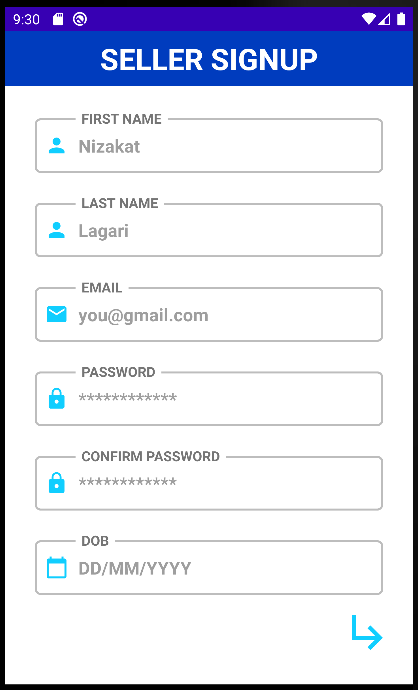 9:30
SELLER SIGNUP
FIRST NAME
Nizakat
LAST NAME
Lagari
EMAIL
you@gmail.com
PASSWORD
************
CONFIRM PASSWORD
************
DOB
DD/MM/YYYY